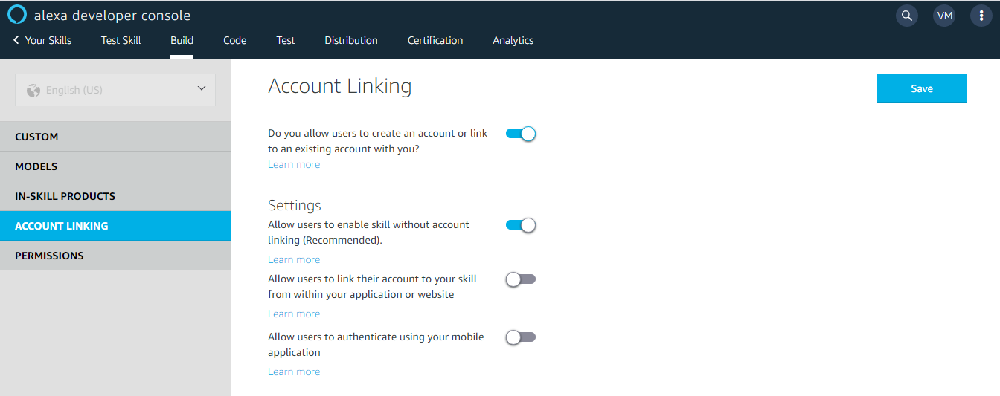 alexa developer console
VM
Your Skills Test Skill Build Code Test Distribution Certification Analytics
English (US)
CUSTOM
MODELS
IN-SKILL PRODUCTS
ACCOUNT LINKING
PERMISSIONS
Account Linking
Save
Do you allow users to create an account or link
to an existing account with you?
Learn more
Settings
Allow users to enable skill without account
linking (Recommended).
Learn more
Allow users to link their account to your skill
from within your application or website
Learn more
Allow users to authenticate using your mobile
application
Learn more